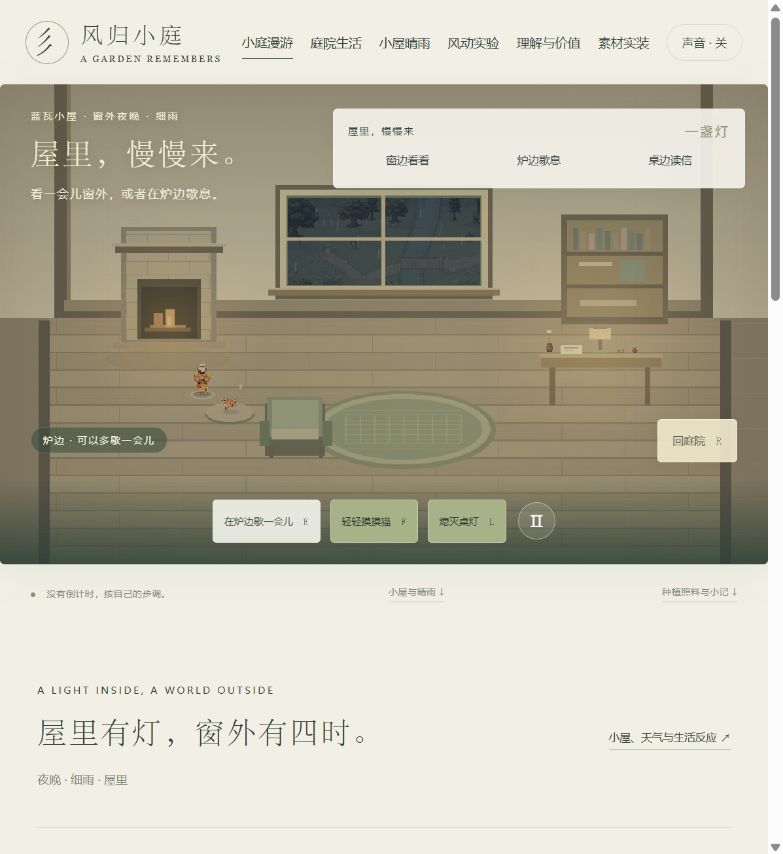 风归小庭
A GARDEN REMEMBERS
小庭漫游 庭院生活 小屋晴雨 风动实验 理解与价值 素材实装 声音 · 关
蓝瓦小屋 · 窗外夜晚 · 细雨
屋里，慢慢来。
看一会儿窗外，或者在炉边歇息。
屋里，慢慢来 一盏灯
窗边看看 炉边歇息 桌边读信
炉边 · 可以多歇一会儿
回庭院 R
在炉边歇一会儿 E 轻轻摸摸猫 F 熄灭桌灯 L
没有倒计时，按自己的步调。 小屋与晴雨 ↓ 种植照料与小记 ↓
A LIGHT INSIDE, A WORLD OUTSIDE
屋里有灯，窗外有四时。
小屋、天气与生活反应 ↗
夜晚 · 细雨 · 屋里